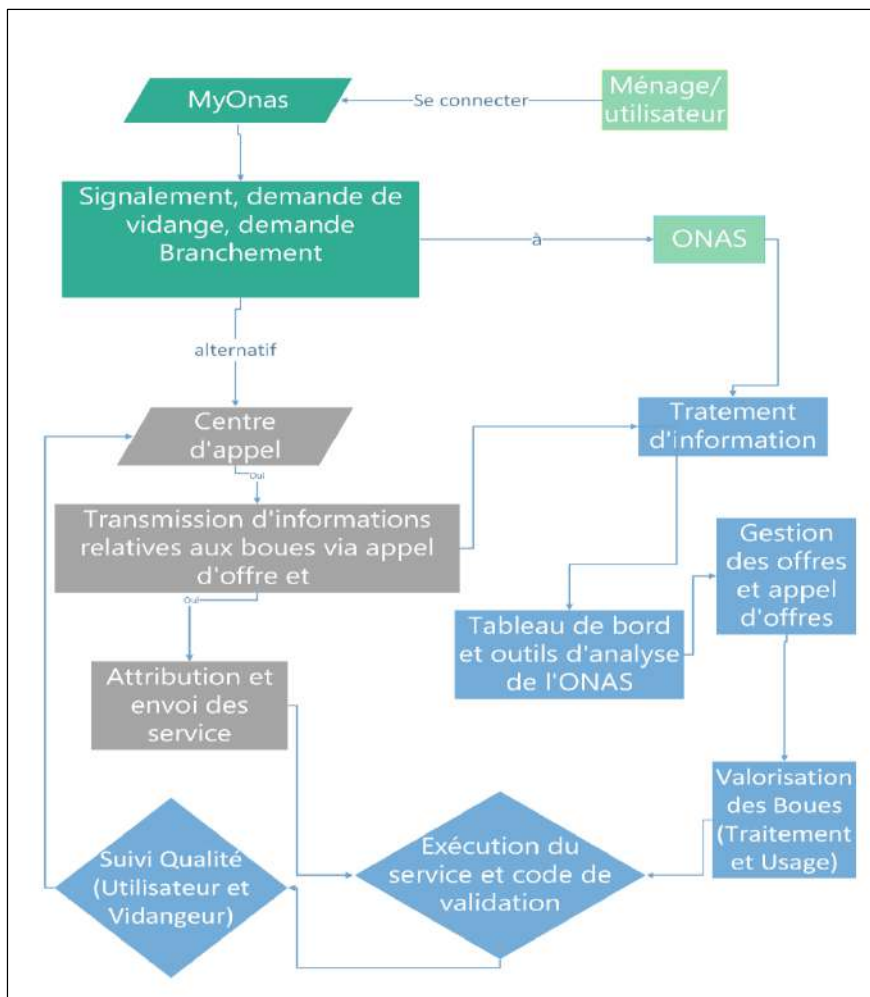 MyOnas
Se connecter
Ménage/
utilisateur
Signalement, demande de
vidange, demande
Branchement
à
ONAS
alternatif
Centre
d'appel
Tratement
d'information
Oui
Transmission d'informations
relatives aux boues via appel
d'offre et
Gestion
des offres
et appel
d'offres
Oui
Tableau de bord
et outils d'analyse
de l'ONAS
Attribution et
envoi des
service
Valorisation
des Boues
(Traitement
et Usage)
Suivi Qualité
(Utilisateur et
Vidangeur)
Exécution du
service et code de
validation